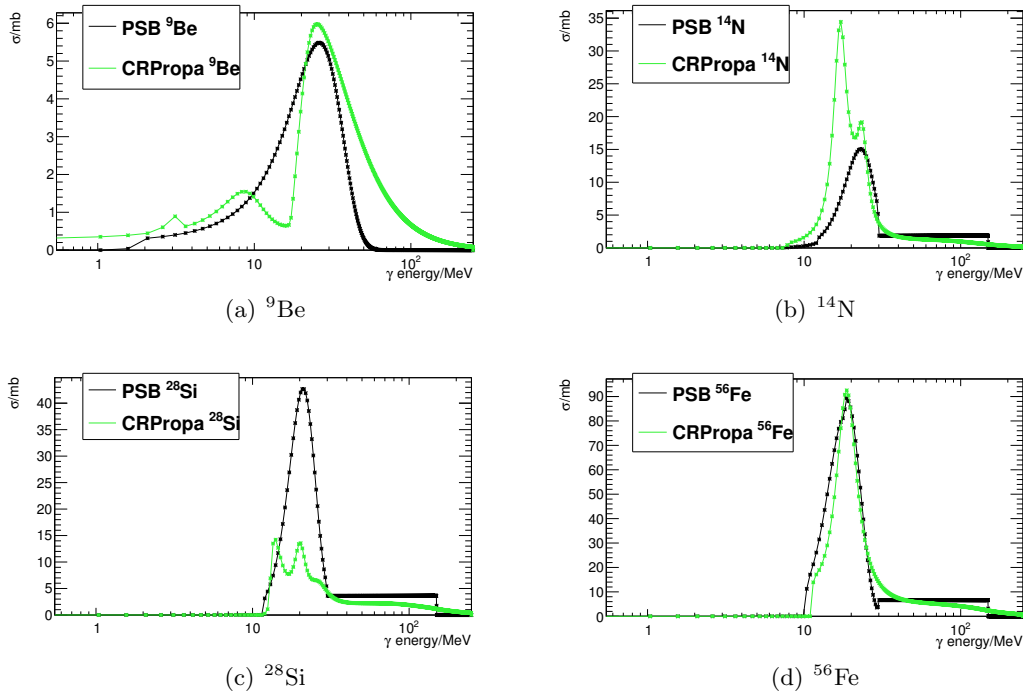 σ/mb
6
5
4
3
2
1
0
PSB ⁹Be
CRPropa ⁹Be
1 10 10²
γ energy/MeV
(a) ⁹Be
σ/mb
35
30
25
20
15
10
5
0
PSB ¹⁴N
CRPropa ¹⁴N
1 10 10²
γ energy/MeV
(b) ¹⁴N
σ/mb
40
35
30
25
20
15
10
5
0
PSB ²⁸Si
CRPropa ²⁸Si
1 10 10²
γ energy/MeV
(c) ²⁸Si
σ/mb
90
80
70
60
50
40
30
20
10
0
PSB ⁵⁶Fe
CRPropa ⁵⁶Fe
1 10 10²
γ energy/MeV
(d) ⁵⁶Fe